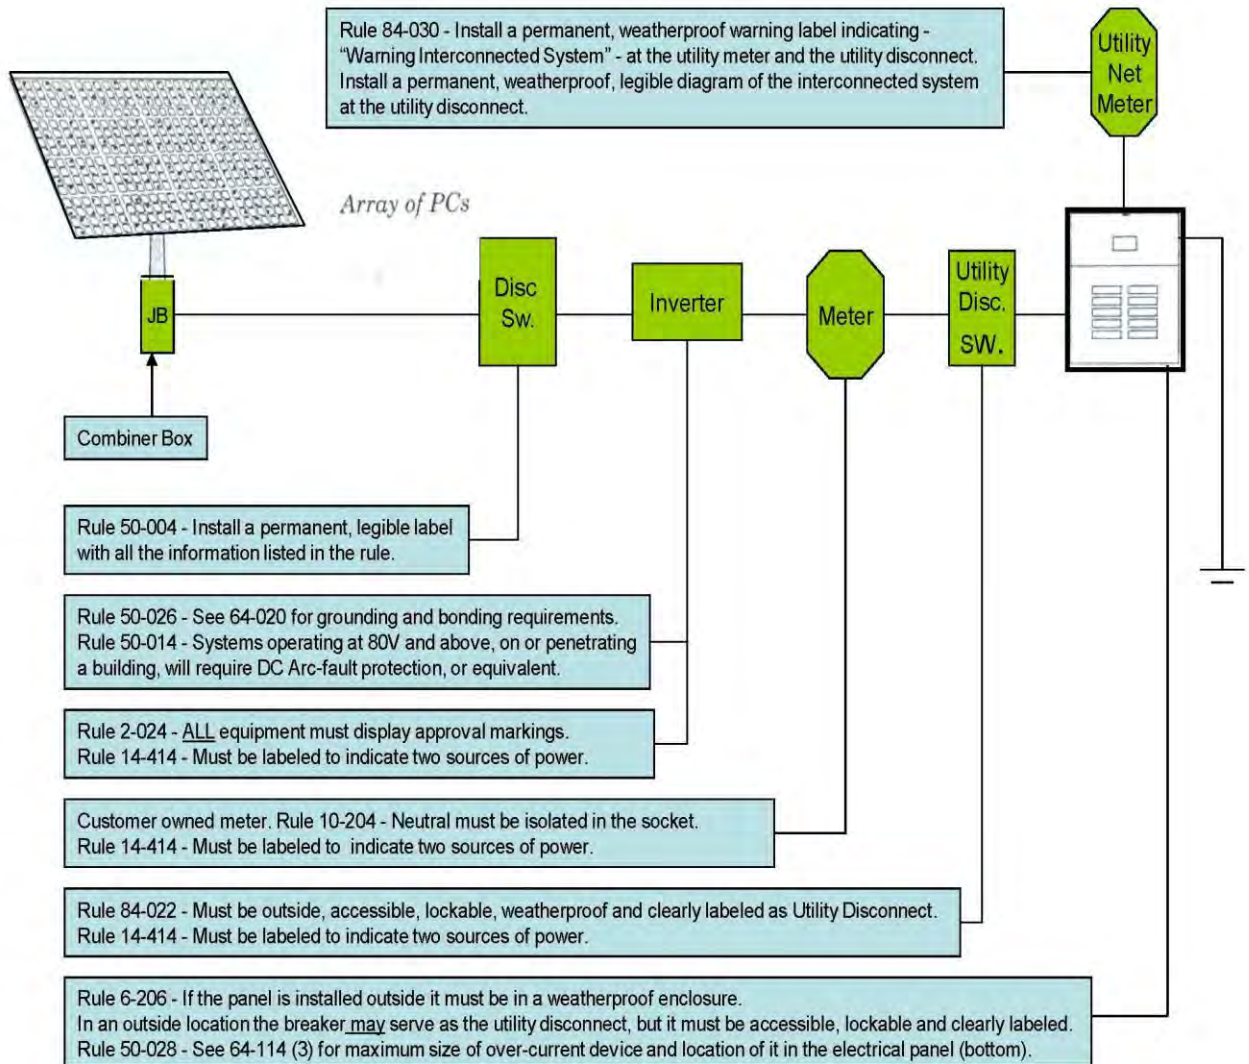 Rule 84-030 - Install a permanent, weatherproof warning label indicating -
“Warning Interconnected System” - at the utility meter and the utility disconnect.
Install a permanent, weatherproof, legible diagram of the interconnected system
at the utility disconnect.
Utility
Net
Meter
Array of PCs
JB
Disc
Sw.
Inverter
Meter
Utility
Disc.
SW.
Combiner Box
Rule 50-004 - Install a permanent, legible label
with all the information listed in the rule.
Rule 50-026 - See 64-020 for grounding and bonding requirements.
Rule 50-014 - Systems operating at 80V and above, on or penetrating
a building, will require DC Arc-fault protection, or equivalent.
Rule 2-024 - ALL equipment must display approval markings.
Rule 14-414 - Must be labeled to indicate two sources of power.
Customer owned meter. Rule 10-204 - Neutral must be isolated in the socket.
Rule 14-414 - Must be labeled to indicate two sources of power.
Rule 84-022 - Must be outside, accessible, lockable, weatherproof and clearly labeled as Utility Disconnect.
Rule 14-414 - Must be labeled to indicate two sources of power.
Rule 6-206 - If the panel is installed outside it must be in a weatherproof enclosure.
In an outside location the breaker may serve as the utility disconnect, but it must be accessible, lockable and clearly labeled.
Rule 50-028 - See 64-114 (3) for maximum size of over-current device and location of it in the electrical panel (bottom).